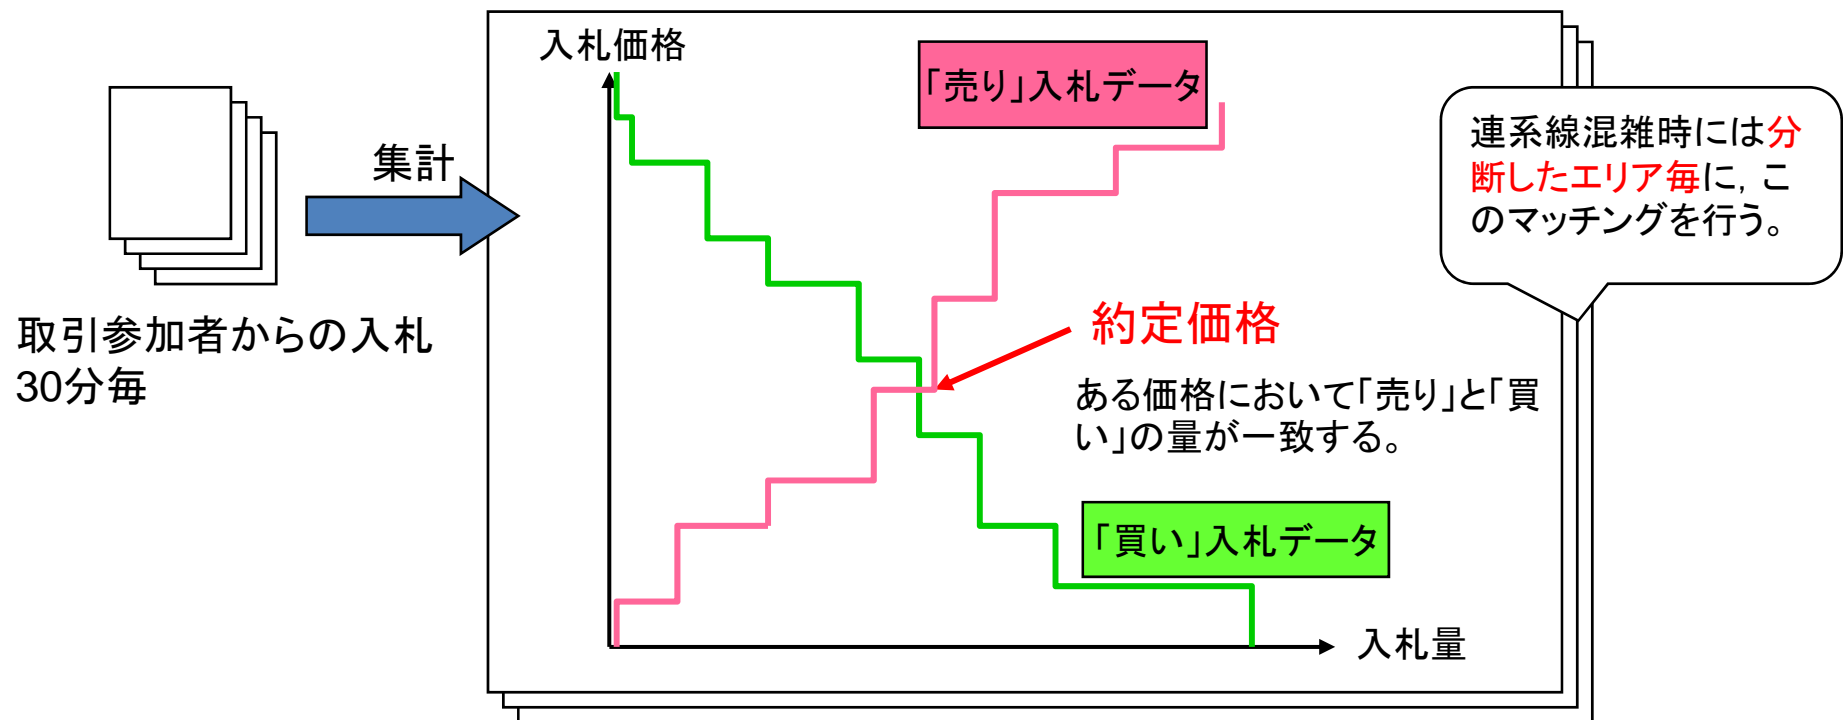 入札価格
「売り」入札データ
連系線混雑時には分
断したエリア毎に, こ
のマッチングを行う。
集計
取引参加者からの入札
30分毎
約定価格
ある価格において「売り」と「買
い」の量が一致する。
「買い」入札データ
入札量